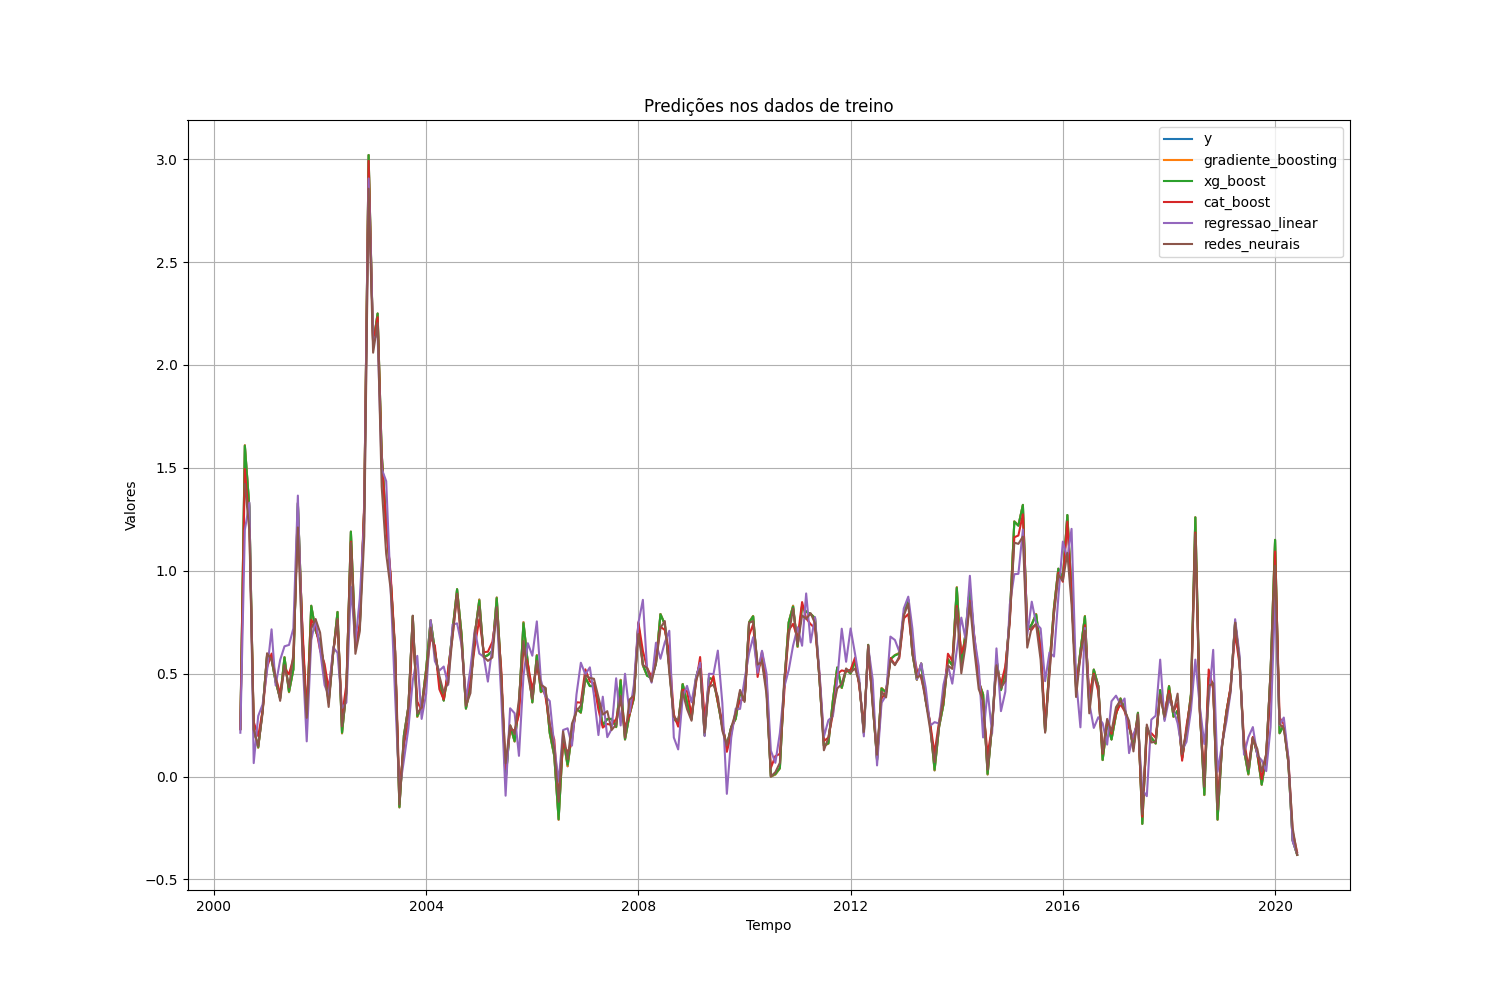 Predições nos dados de treino
y
gradiente_boosting
xg_boost
cat_boost
regressao_linear
redes_neurais
Valores
3.0
2.5
2.0
1.5
1.0
0.5
0.0
−0.5
2000 2004 2008 2012 2016 2020
Tempo